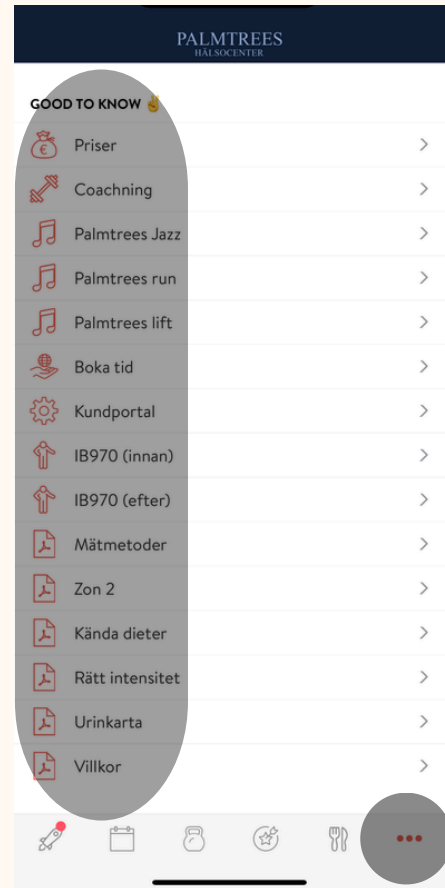 PALMTREES
HÄLSOCENTER
GOOD TO KNOW ✌️
Priser
Coachning
Palmtrees Jazz
Palmtrees run
Palmtrees lift
Boka tid
Kundportal
IB970 (innan)
IB970 (efter)
Mätmetoder
Zon 2
Kända dieter
Rätt intensitet
Urinkarta
Villkor